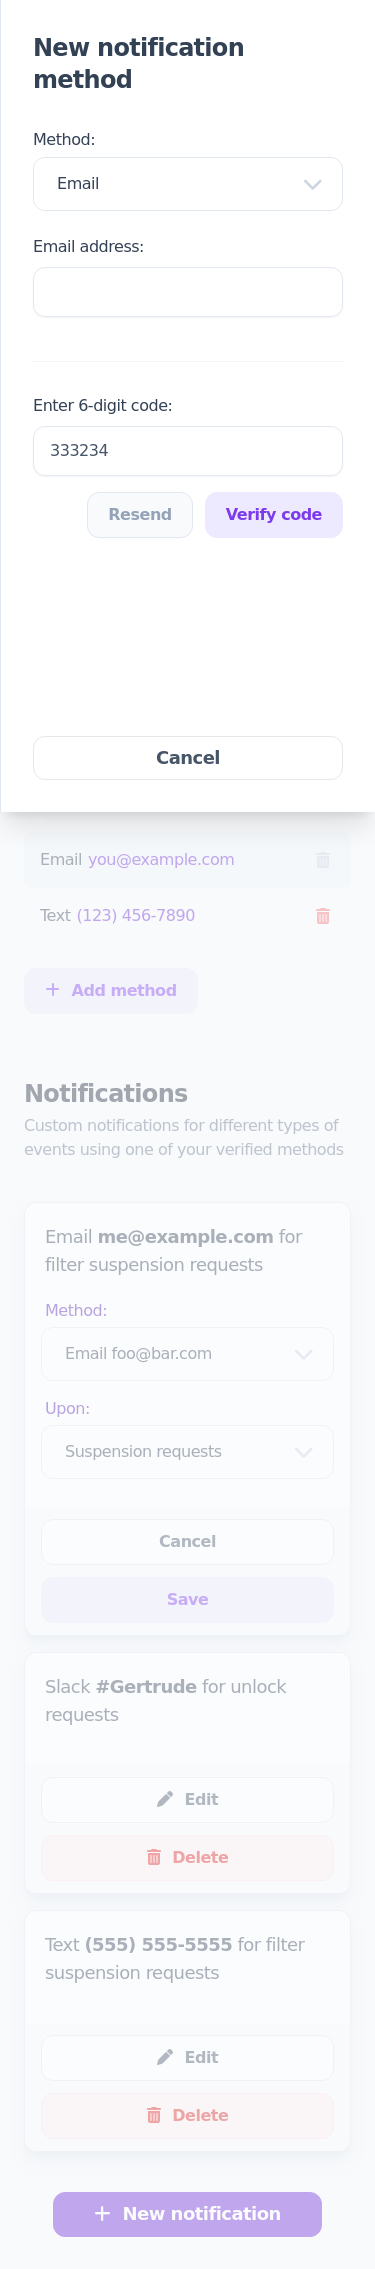 New notification
method
Method:
Email
Email address:
Enter 6-digit code:
333234
Resend
Verify code
Cancel
Email you@example.com
Text (123) 456-7890
Add method
Notifications
Custom notifications for different types of
events using one of your verified methods
Email me@example.com for
filter suspension requests
Method:
Email foo@bar.com
Upon:
Suspension requests
Cancel
Save
Slack #Gertrude for unlock
requests
Edit
Delete
Text (555) 555-5555 for filter
suspension requests
Edit
Delete
New notification